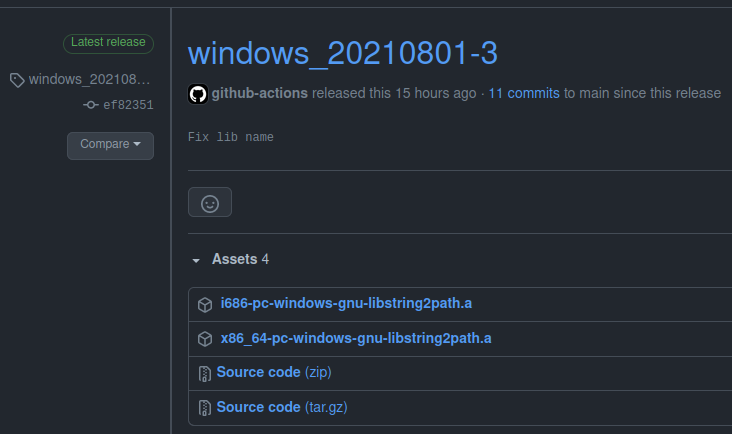 Latest release
windows_202108...
ef82351
Compare
windows_20210801-3
github-actions released this 15 hours ago · 11 commits to main since this release
Fix lib name
Assets 4
i686-pc-windows-gnu-libstring2path.a
x86_64-pc-windows-gnu-libstring2path.a
Source code (zip)
Source code (tar.gz)